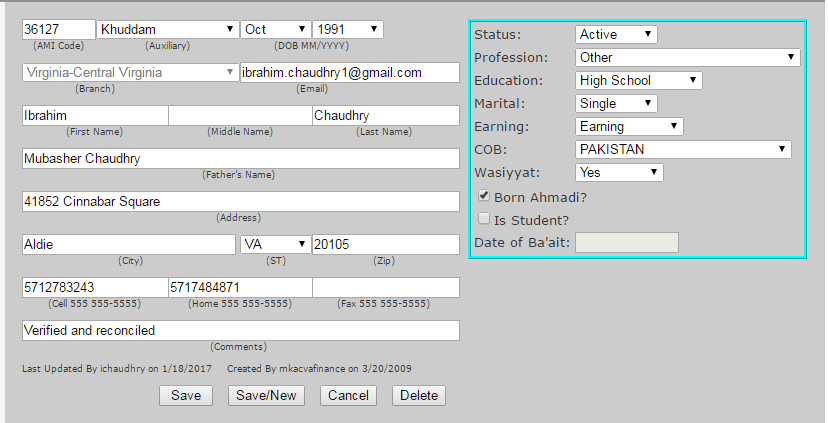 36127 Khuddam Oct 1991
(AMI Code) (Auxiliary) (DOB MM/YYYY)
Virginia-Central Virginia ibrahim.chaudhry1@gmail.com
(Branch) (Email)
Ibrahim Chaudhry
(First Name) (Middle Name) (Last Name)
Mubasher Chaudhry
(Father's Name)
41852 Cinnabar Square
(Address)
Aldie VA 20105
(City) (ST) (Zip)
5712783243 5717484871
(Cell 555 555-5555) (Home 555 555-5555) (Fax 555 555-5555)
Verified and reconciled
(Comments)
Last Updated By ichaudhry on 1/18/2017 Created By mkacvafinance on 3/20/2009
Save Save/New Cancel Delete
Status: Active
Profession: Other
Education: High School
Marital: Single
Earning: Earning
COB: PAKISTAN
Wasiyyat: Yes
Born Ahmadi?
Is Student?
Date of Ba'ait: